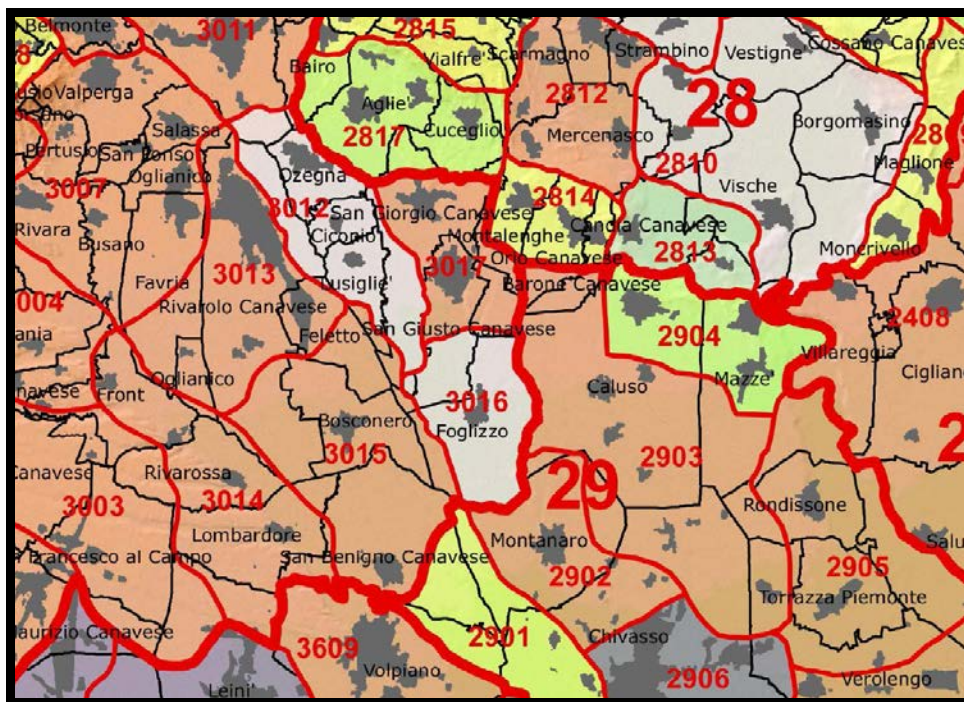 Belmonte
3011
2815
Cossano Canavese
Vialfre'
Scarmagno
Strambino
Vestigne
Bairo
Valperga
Aglie'
2812
28
Borgomasino
Cuceglio
Salassa
2817
Mercenasco
Pertusio
San Ponso
Oglianico
2810
Maglione
Ozegna
3007
Vische
2814
3012
San Giorgio Canavese
Candia Canavese
Rivara
Ciconio
Montalenghe
Busano
2813
Moncrivello
Orio Canavese
3013
3017
Favria
Tusiglie'
Barone Canavese
Rivarolo Canavese
2408
Feletto
San Giusto Canavese
2904
Villareggia
Cigliano
Oglianico
Mazze'
Front
Caluso
3016
Bosconero
Foglizzo
3015
2903
Canavese
Rivarossa
29
3003
3014
Rondissone
Lombardore
Montanaro
Francesco al Campo
San Benigno Canavese
2902
2905
Torrazza Piemonte
2901
Chivasso
3609
Volpiano
2906
Verolengo
Leini'